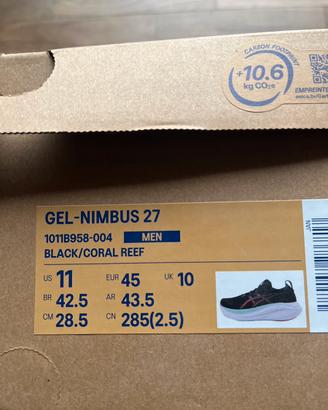 CARBON FOOTPRINT
+10.6
kg CO₂e
GEL-NIMBUS 27
1011B958-004 MEN
BLACK/CORAL REEF
US 11 EUR 45 UK 10
BR 42.5 AR 43.5
CM 28.5 CN 285(2.5)
JAN